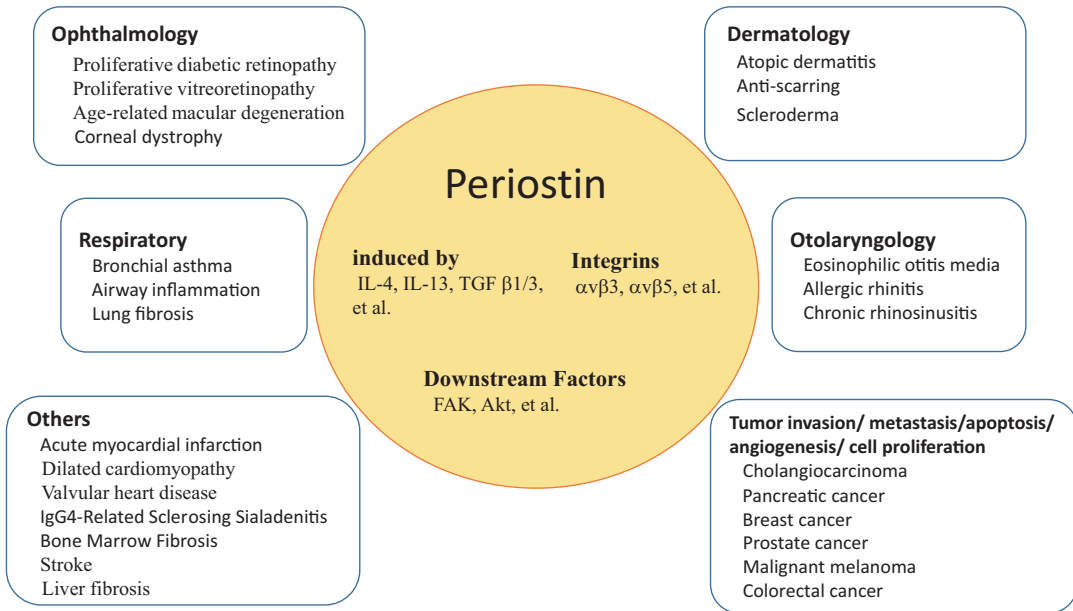 Ophthalmology
Proliferative diabetic retinopathy
Proliferative vitreoretinopathy
Age-related macular degeneration
Corneal dystrophy
Dermatology
Atopic dermatitis
Anti-scarring
Scleroderma
Periostin
induced by
IL-4, IL-13, TGF β1/3,
et al.
Integrins
αvβ3, αvβ5, et al.
Downstream Factors
FAK, Akt, et al.
Respiratory
Bronchial asthma
Airway inflammation
Lung fibrosis
Otolaryngology
Eosinophilic otitis media
Allergic rhinitis
Chronic rhinosinusitis
Others
Acute myocardial infarction
Dilated cardiomyopathy
Valvular heart disease
IgG4-Related Sclerosing Sialadenitis
Bone Marrow Fibrosis
Stroke
Liver fibrosis
Tumor invasion/ metastasis/apoptosis/
angiogenesis/ cell proliferation
Cholangiocarcinoma
Pancreatic cancer
Breast cancer
Prostate cancer
Malignant melanoma
Colorectal cancer